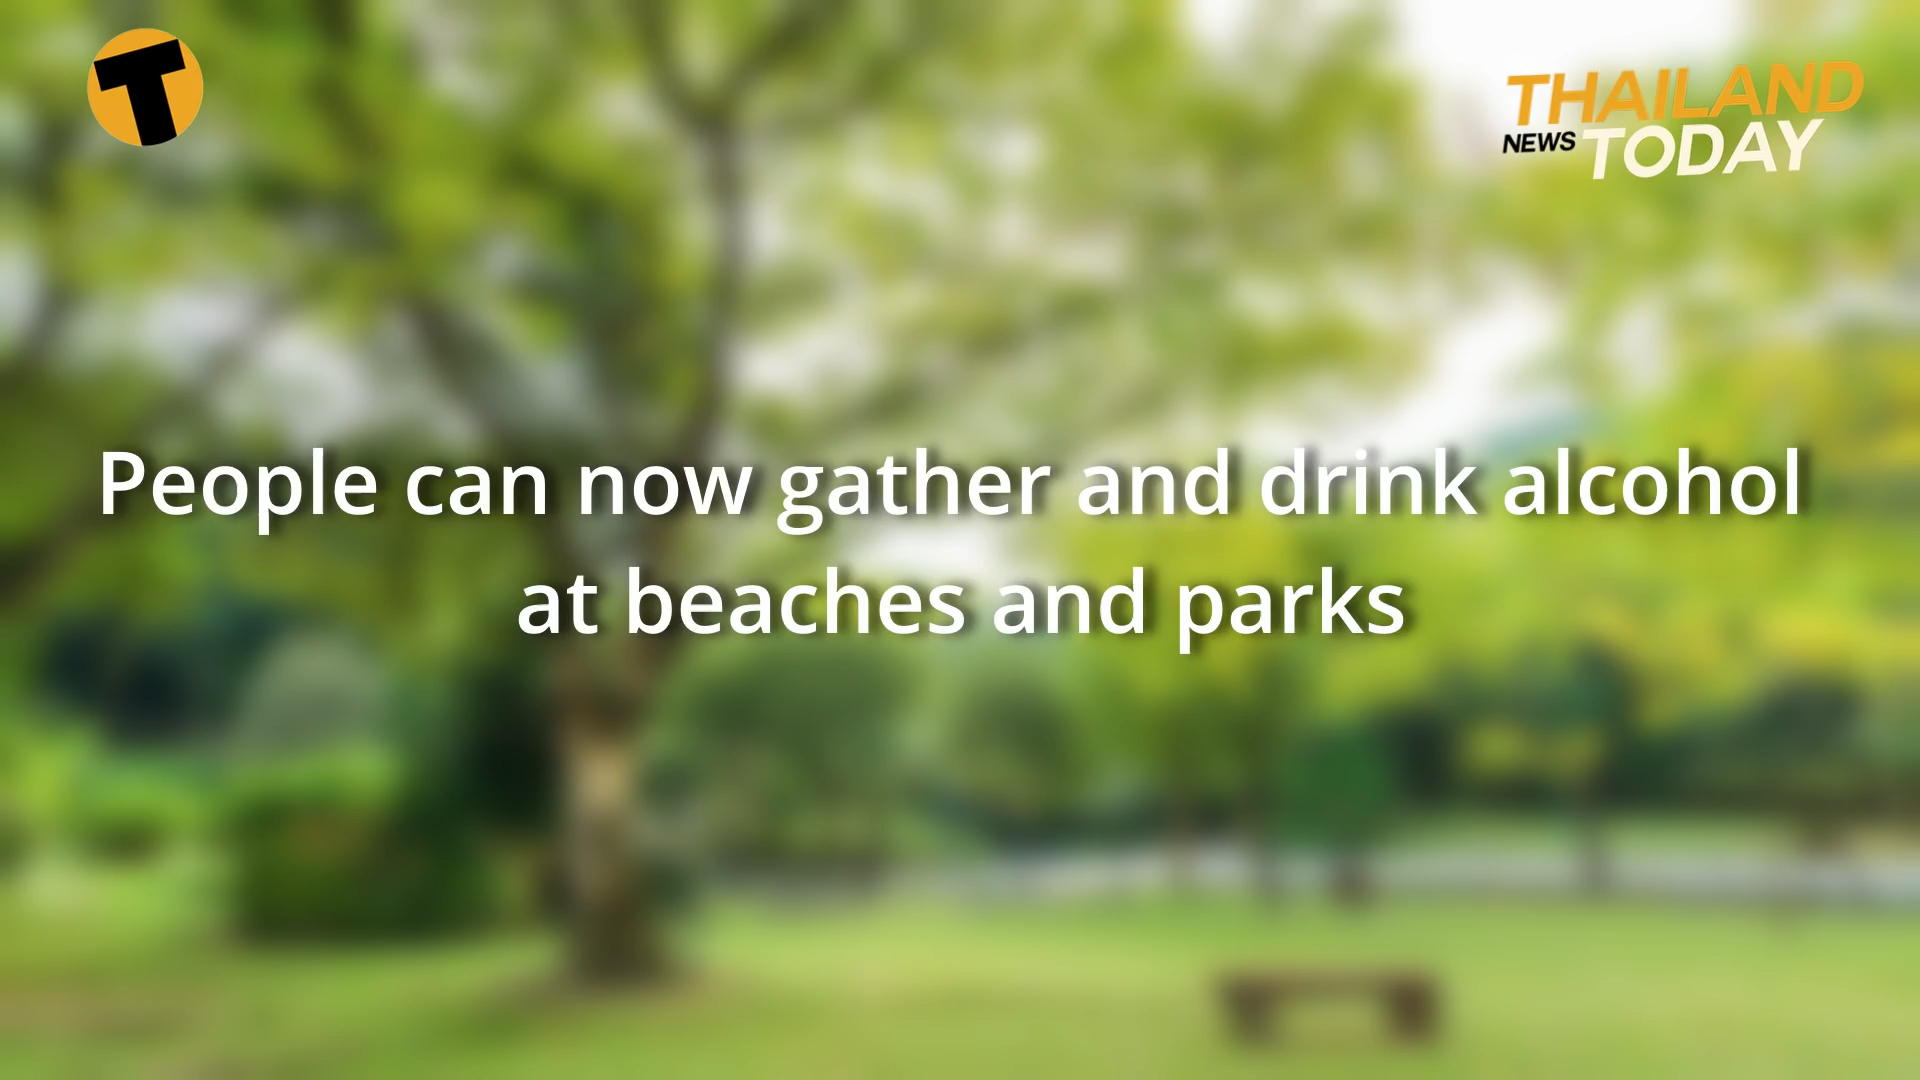 T
THAILAND
NEWS TODAY
People can now gather and drink alcohol
at beaches and parks